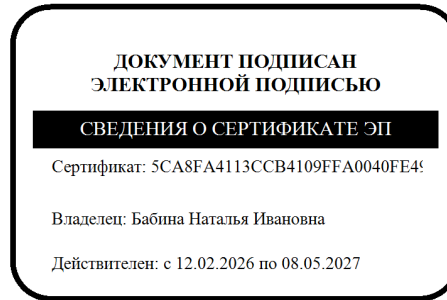 ДОКУМЕНТ ПОДПИСАН
ЭЛЕКТРОННОЙ ПОДПИСЬЮ
СВЕДЕНИЯ О СЕРТИФИКАТЕ ЭП
Сертификат: 5CA8FA4113CCB4109FFA0040FE49
Владелец: Бабина Наталья Ивановна
Действителен: с 12.02.2026 по 08.05.2027